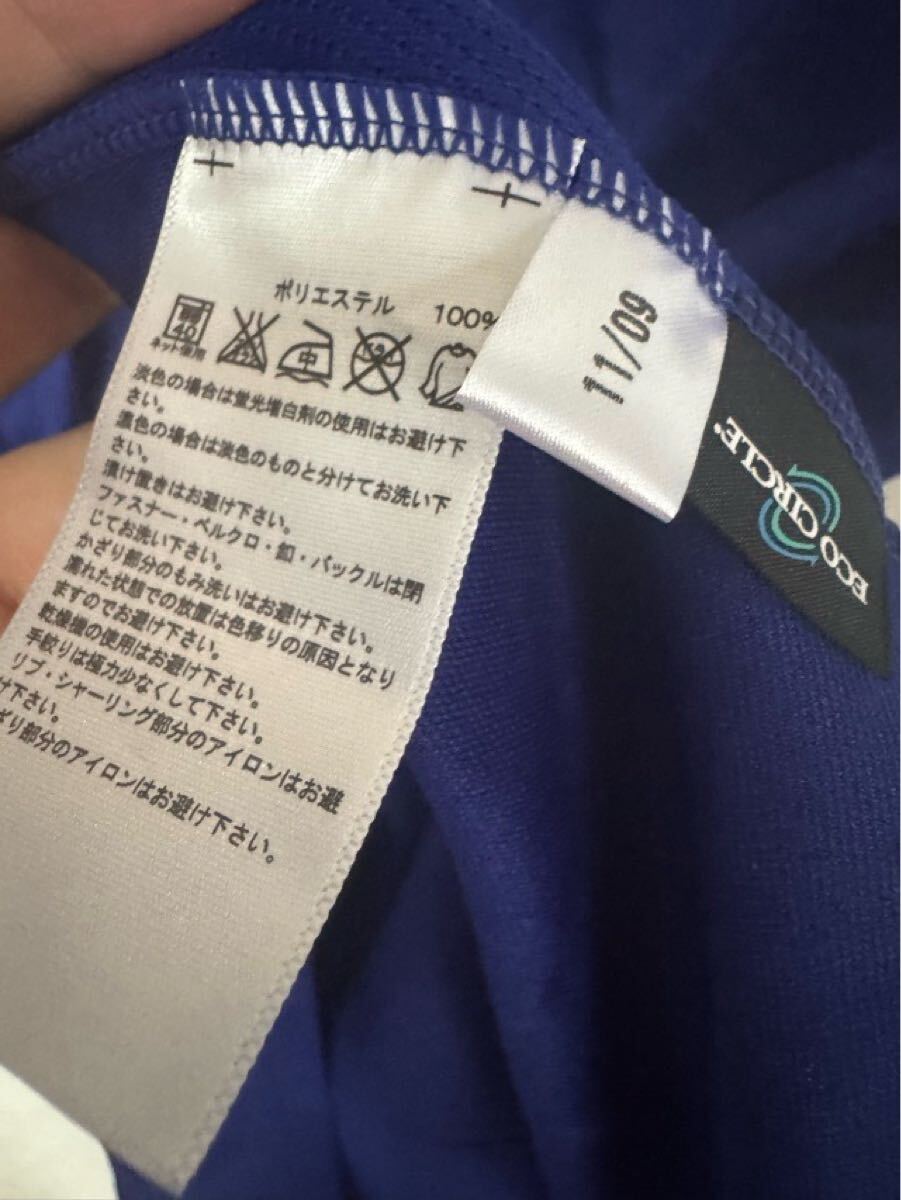 ポリエステル 100%
弱
40
ネット使用
中
淡色の場合は蛍光増白剤の使用はお避け下
さい。
濃色の場合は淡色のものと分けてお洗い下
さい。
漬け置きはお避け下さい。
ファスナー・ベルクロ・釦・バックルは閉
じてお洗い下さい。
かざり部分のもみ洗いはお避け下さい。
濡れた状態での放置は色移りの原因となり
ますのでお避け下さい。
乾燥機の使用はお避け下さい。
手絞りは極力少なくして下さい。
リブ・シャーリング部分のアイロンはお避
け下さい。
ざり部分のアイロンはお避け下さい。
11/09
ECO CIRCLE